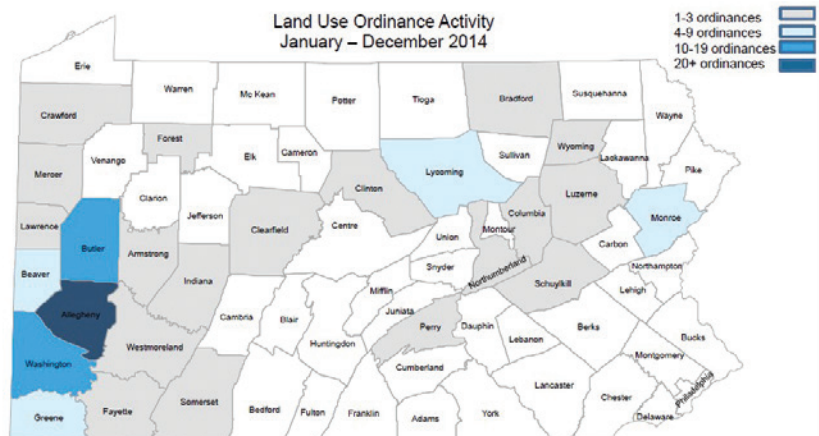 Land Use Ordinance Activity
January – December 2014
1-3 ordinances
4-9 ordinances
10-19 ordinances
20+ ordinances
Erie
Warren
Mc Kean
Potter
Tioga
Bradford
Susquehanna
Wayne
Crawford
Forest
Wyoming
Lackawanna
Pike
Mercer
Venango
Elk
Cameron
Sullivan
Lycoming
Clinton
Luzerne
Clarion
Jefferson
Columbia
Monroe
Lawrence
Clearfield
Centre
Montour
Union
Carbon
Butler
Armstrong
Northampton
Beaver
Snyder
Northumberland
Indiana
Schuylkill
Lehigh
Mifflin
Allegheny
Cambria
Blair
Juniata
Perry
Dauphin
Berks
Huntingdon
Lebanon
Bucks
Westmoreland
Montgomery
Washington
Cumberland
Lancaster
Philadelphia
Somerset
Chester
Greene
Fayette
Bedford
Fulton
Franklin
Adams
York
Delaware